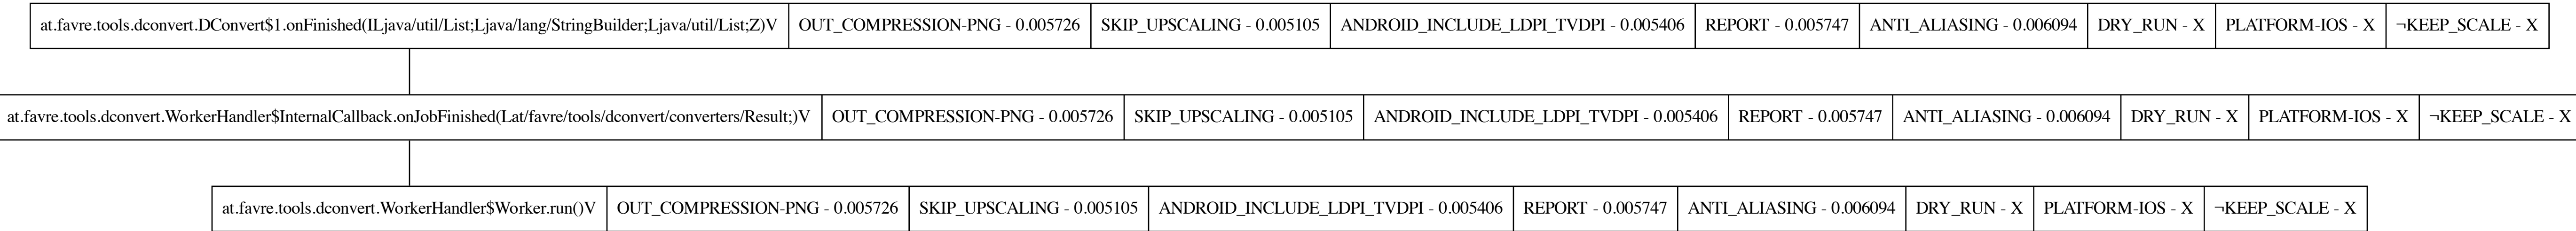 at.favre.tools.dconvert.DConvert$1.onFinished(ILjava/util/List;Ljava/lang/StringBuilder;Ljava/util/List;Z)V OUT_COMPRESSION-PNG - 0.005726 SKIP_UPSCALING - 0.005105 ANDROID_INCLUDE_LDPI_TVDPI - 0.005406 REPORT - 0.005747 ANTI_ALIASING - 0.006094 DRY_RUN - X PLATFORM-IOS - X ¬KEEP_SCALE - X
at.favre.tools.dconvert.WorkerHandler$InternalCallback.onJobFinished(Lat/favre/tools/dconvert/converters/Result;)V OUT_COMPRESSION-PNG - 0.005726 SKIP_UPSCALING - 0.005105 ANDROID_INCLUDE_LDPI_TVDPI - 0.005406 REPORT - 0.005747 ANTI_ALIASING - 0.006094 DRY_RUN - X PLATFORM-IOS - X ¬KEEP_SCALE - X
at.favre.tools.dconvert.WorkerHandler$Worker.run()V OUT_COMPRESSION-PNG - 0.005726 SKIP_UPSCALING - 0.005105 ANDROID_INCLUDE_LDPI_TVDPI - 0.005406 REPORT - 0.005747 ANTI_ALIASING - 0.006094 DRY_RUN - X PLATFORM-IOS - X ¬KEEP_SCALE - X